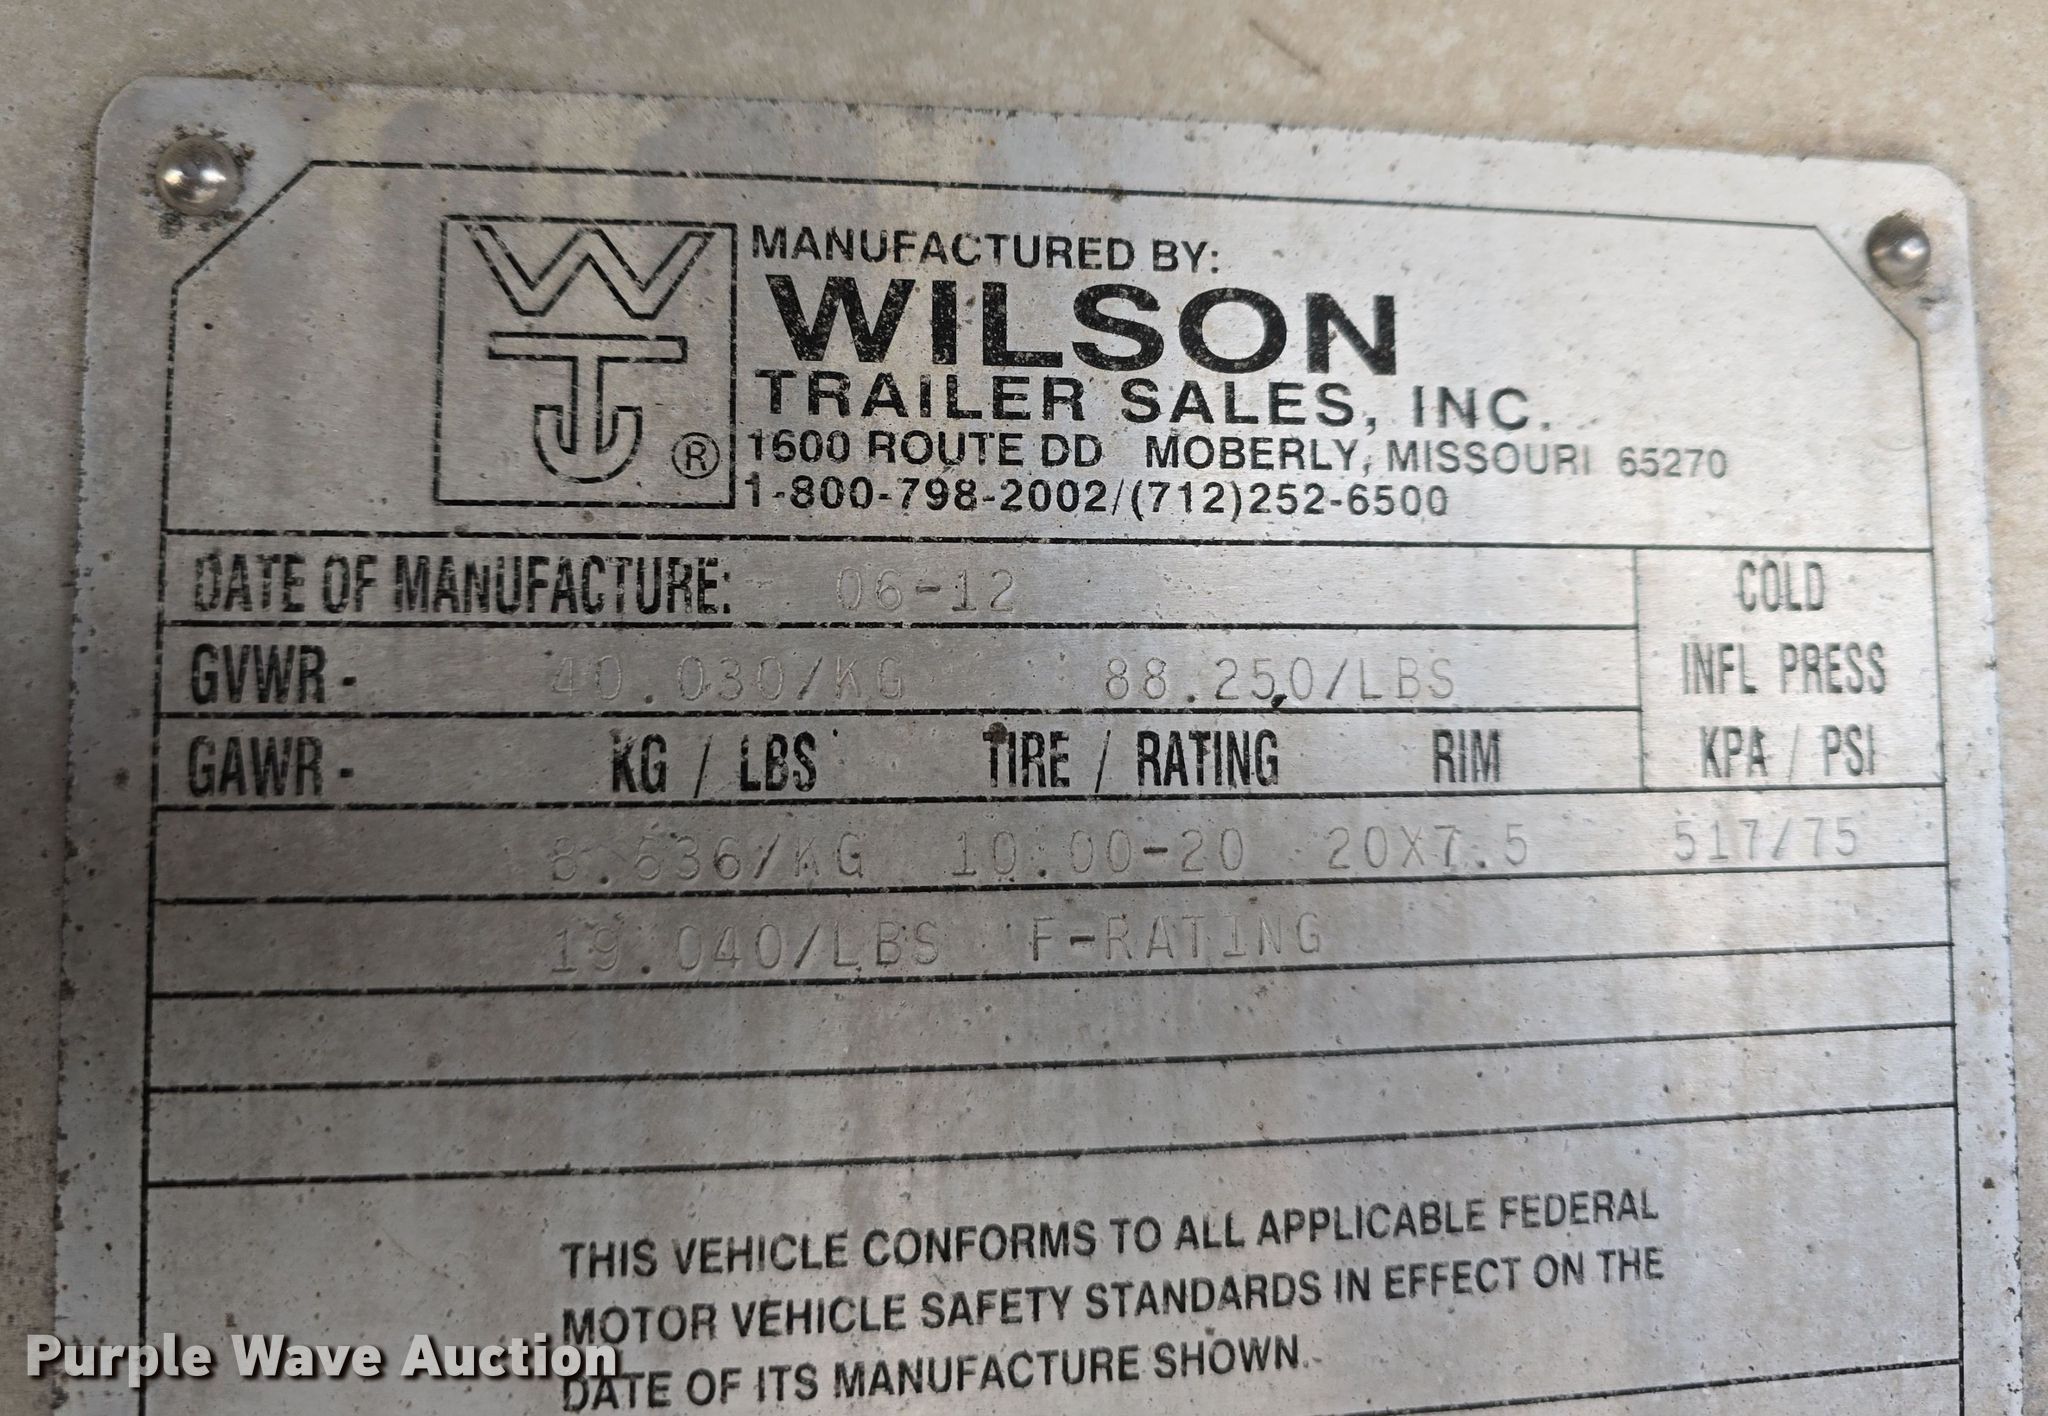 WTJ®
MANUFACTURED BY:
WILSON
TRAILER SALES, INC.
1600 ROUTE DD MOBERLY, MISSOURI 65270
1-800-798-2002/(712)252-6500
DATE OF MANUFACTURE: 06-12
GVWR - 40.030/KG 88.250/LBS
GAWR - KG / LBS TIRE / RATING RIM
COLD
INFL PRESS
KPA / PSI
8.636/KG 10.00-20 20X7.5 517/75
19.040/LBS F-RATING
THIS VEHICLE CONFORMS TO ALL APPLICABLE FEDERAL
MOTOR VEHICLE SAFETY STANDARDS IN EFFECT ON THE
DATE OF ITS MANUFACTURE SHOWN.
Purple Wave Auction